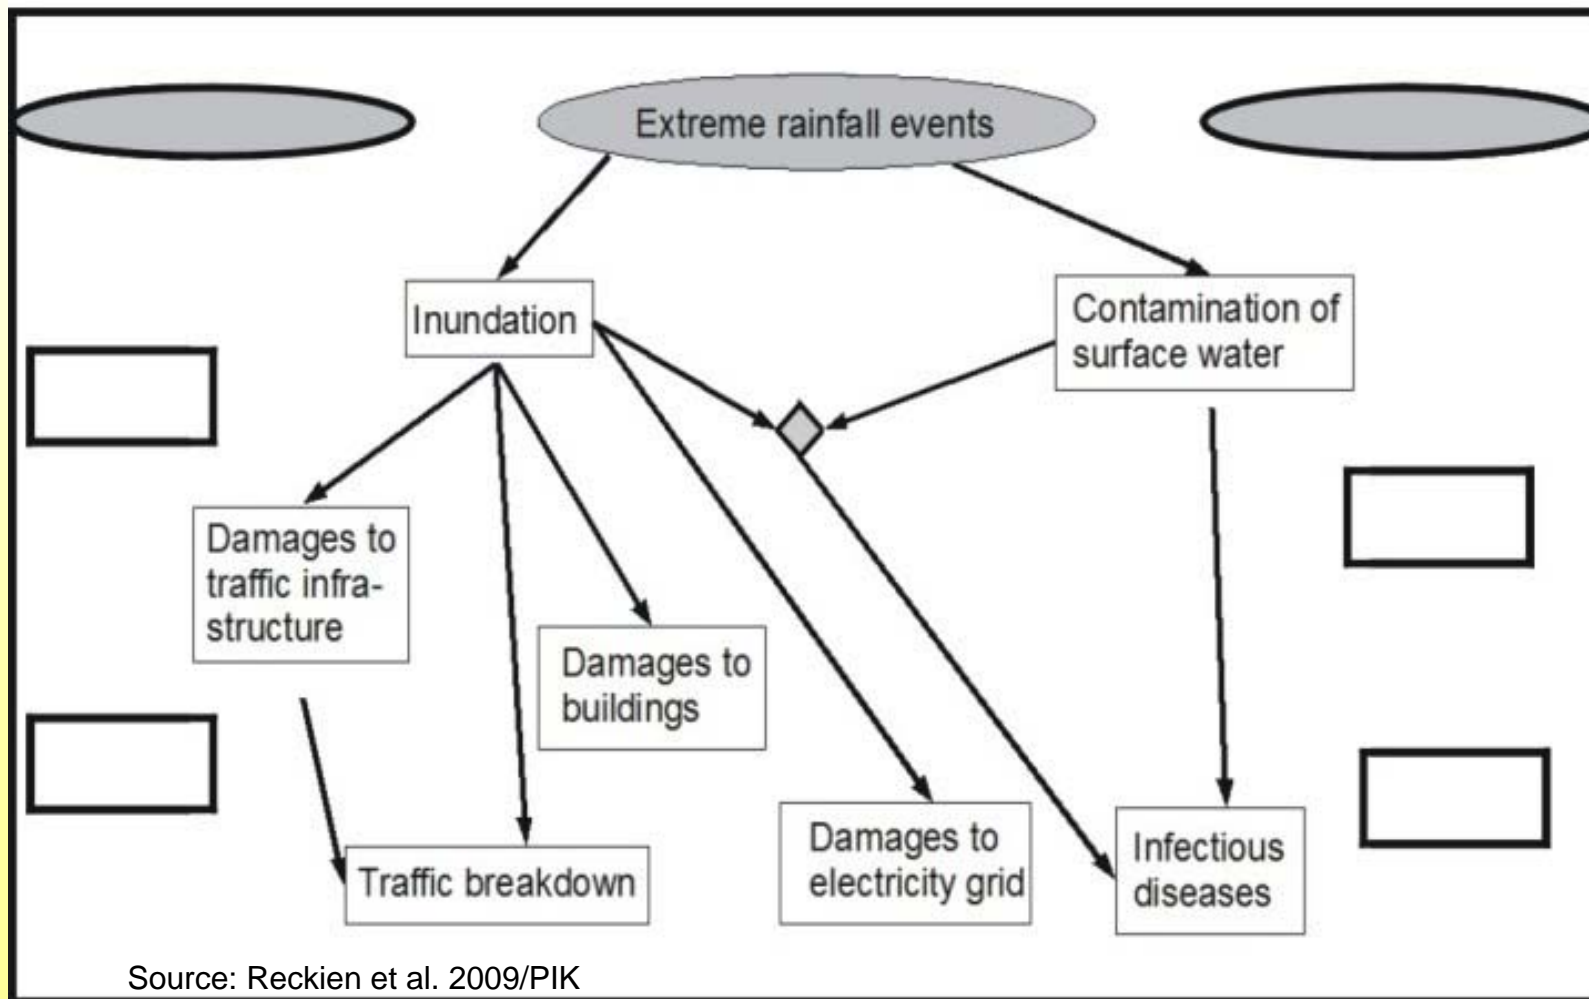 Extreme rainfall events
Inundation
Contamination of
surface water
Damages to
traffic infra-
structure
Damages to
buildings
Traffic breakdown
Damages to
electricity grid
Infectious
diseases
Source: Reckien et al. 2009/PIK